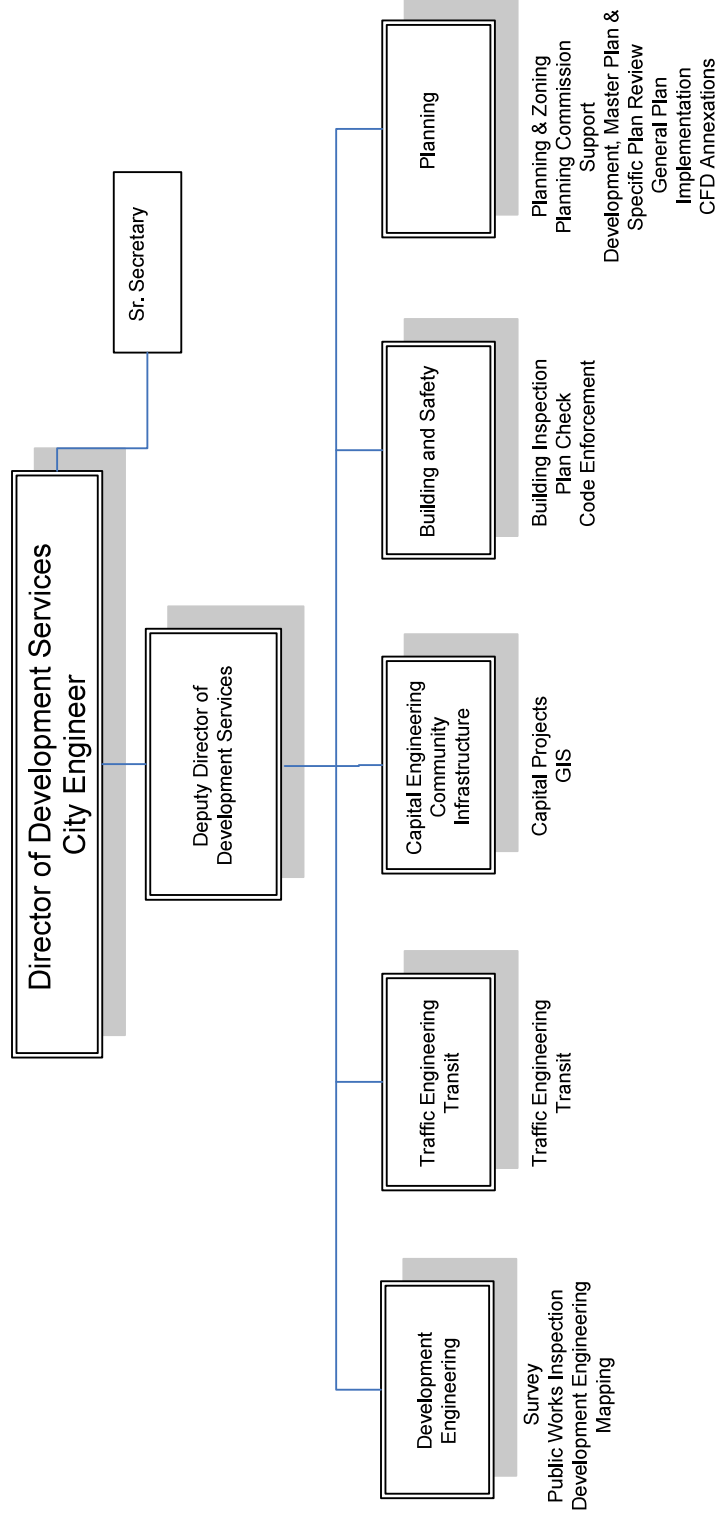 Director of Development Services
City Engineer
Sr. Secretary
Deputy Director of
Development Services
Development
Engineering
Survey
Public Works Inspection
Development Engineering
Mapping
Traffic Engineering
Transit
Traffic Engineering
Transit
Capital Engineering
Community
Infrastructure
Capital Projects
GIS
Building and Safety
Building Inspection
Plan Check
Code Enforcement
Planning
Planning & Zoning
Planning Commission
Support
Development, Master Plan &
Specific Plan Review
General Plan
Implementation
CFD Annexations